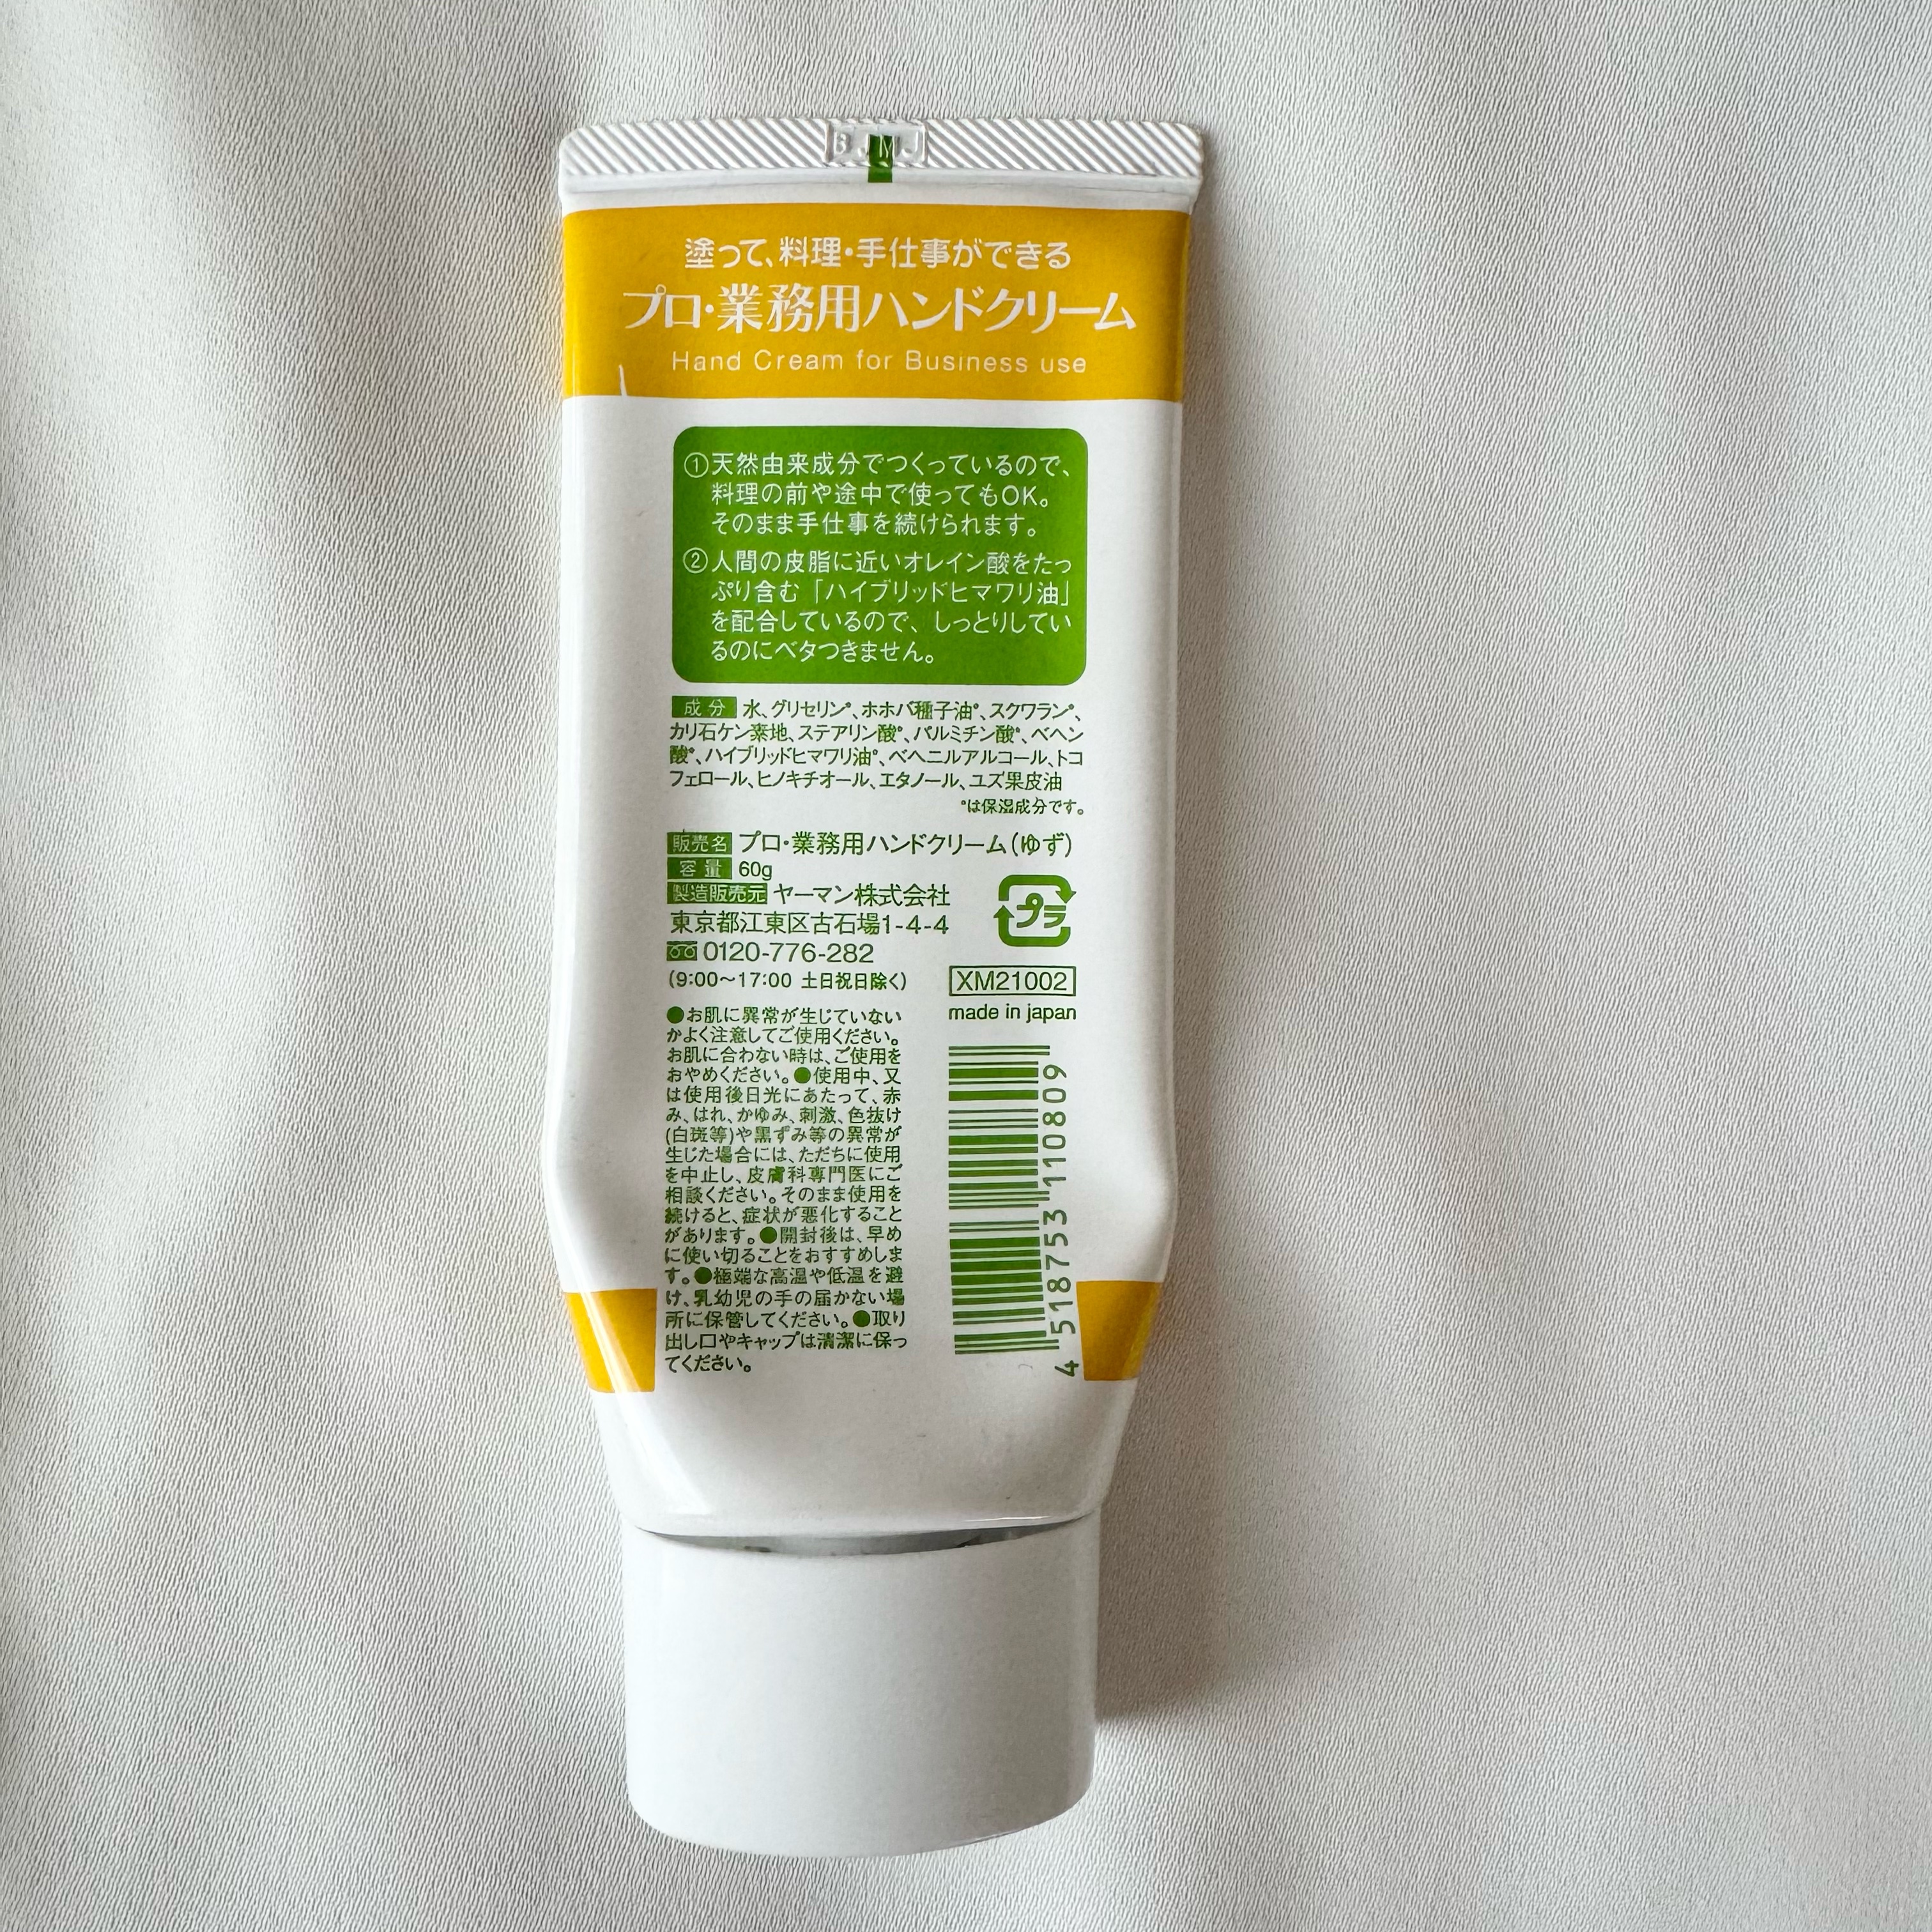 B.M.J
塗って、料理・手仕事ができる
プロ・業務用ハンドクリーム
Hand Cream for Business use
①天然由来成分でつくっているので、
料理の前や途中で使ってもOK。
そのまま手仕事を続けられます。
②人間の皮脂に近いオレイン酸をたっ
ぷり含む「ハイブリッドヒマワリ油」
を配合しているので、しっとりしてい
るのにベタつきません。
成分 水、グリセリン*、ホホバ種子油*、スクワラン*、
カリ石ケン素地、ステアリン酸*、パルミチン酸*、ベヘン
酸*、ハイブリッドヒマワリ油*、ベヘニルアルコール、トコ
フェロール、ヒノキチオール、エタノール、ユズ果皮油
*は保湿成分です。
販売名 プロ・業務用ハンドクリーム(ゆず)
容量 60g
製造販売元 ヤーマン株式会社
東京都江東区古石場1-4-4
0120-776-282
(9:00〜17:00 土日祝日除く)
プラ
XM21002
made in japan
●お肌に異常が生じていない
かよく注意してご使用ください。
お肌に合わない時は、ご使用を
おやめください。●使用中、又
は使用後日光にあたって、赤
み、はれ、かゆみ、刺激、色抜け
(白斑等)や黒ずみ等の異常が
生じた場合には、ただちに使用
を中止し、皮膚科専門医にご
相談ください。そのまま使用を
続けると、症状が悪化すること
があります。●開封後は、早め
に使い切ることをおすすめしま
す。●極端な高温や低温を避
け、乳幼児の手の届かない場
所に保管してください。●取り
出し口やキャップは清潔に保っ
てください。
4 518753 110809